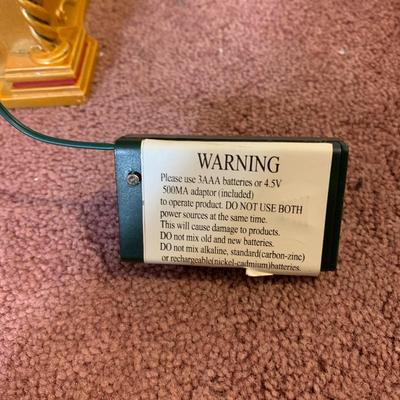 WARNING
Please use 3AAA batteries or 4.5V
500MA adaptor (included)
to operate product. DO NOT USE BOTH
power sources at the same time.
This will cause damage to products.
DO not mix old and new batteries.
DO not mix alkaline, standard(carbon-zinc)
or rechargeable(nickel-cadmium)batteries.